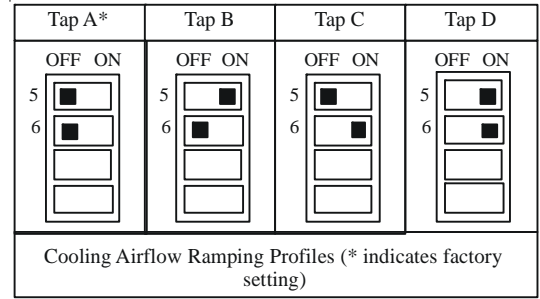 Tap A* Tap B Tap C Tap D
OFF ON OFF ON OFF ON OFF ON
5 5 5 5
6 6 6 6
Cooling Airflow Ramping Profiles (* indicates factory
setting)